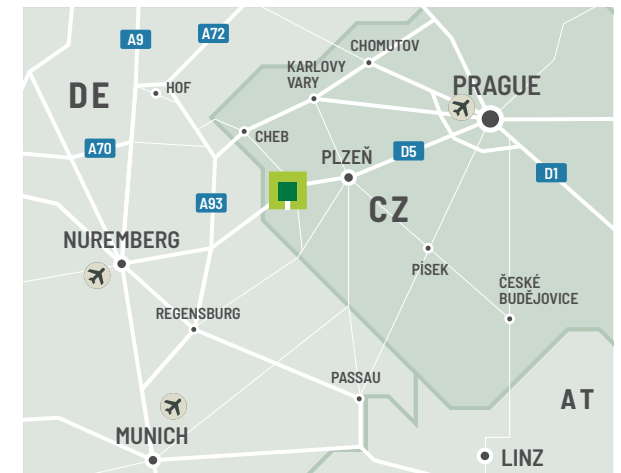 A9
A72
CHOMUTOV
KARLOVY
VARY
DE
HOF
PRAGUE
CHEB
A70
PLZEŇ
D5
D1
A93
CZ
NUREMBERG
PÍSEK
ČESKÉ
BUDĚJOVICE
REGENSBURG
PASSAU
AT
MUNICH
LINZ